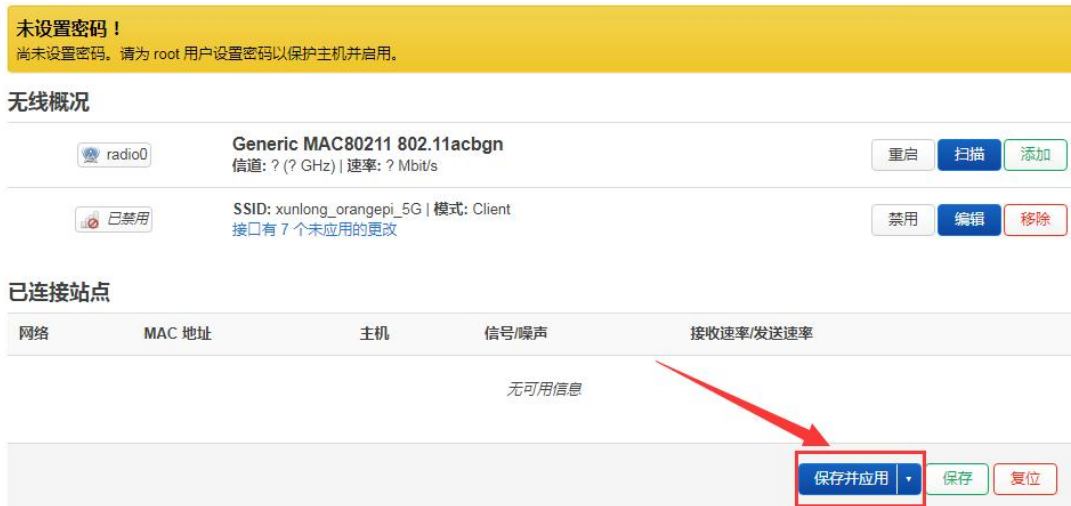 未设置密码！
尚未设置密码。请为 root 用户设置密码以保护主机并启用。
无线概况
radio0
Generic MAC80211 802.11acbgn
信道: ? (? GHz) | 速率: ? Mbit/s
重启 扫描 添加
已禁用
SSID: xunlong_orangepi_5G | 模式: Client
接口有 7 个未应用的更改
禁用 编辑 移除
已连接站点
网络 MAC 地址 主机 信号/噪声 接收速率/发送速率
无可用信息
保存并应用 保存 复位